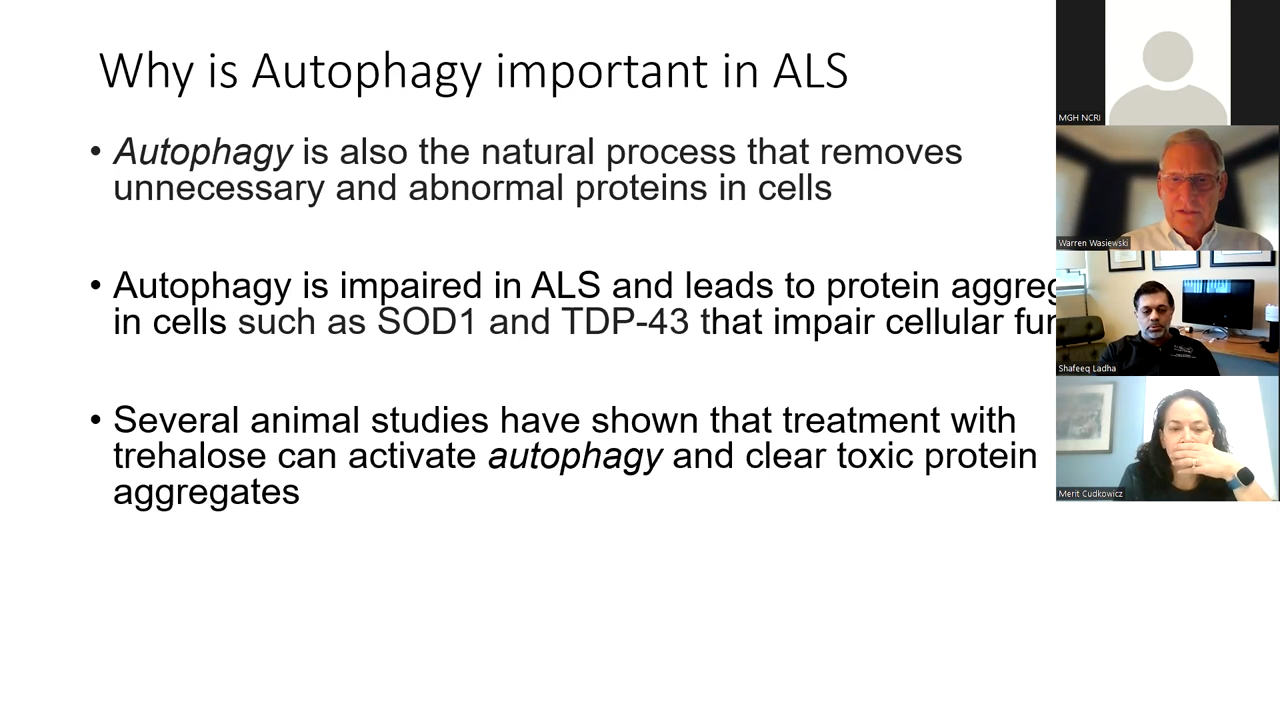 Why is Autophagy important in ALS
• Autophagy is also the natural process that removes
unnecessary and abnormal proteins in cells
• Autophagy is impaired in ALS and leads to protein
in cells such as SOD1 and TDP-43 that impair cellular
• Several animal studies have shown that treatment with
trehalose can activate autophagy and clear toxic protein
aggregates
MGH NCRI
Warren Wasiewski
Shafeeq Ladha
Merit Cudkowicz